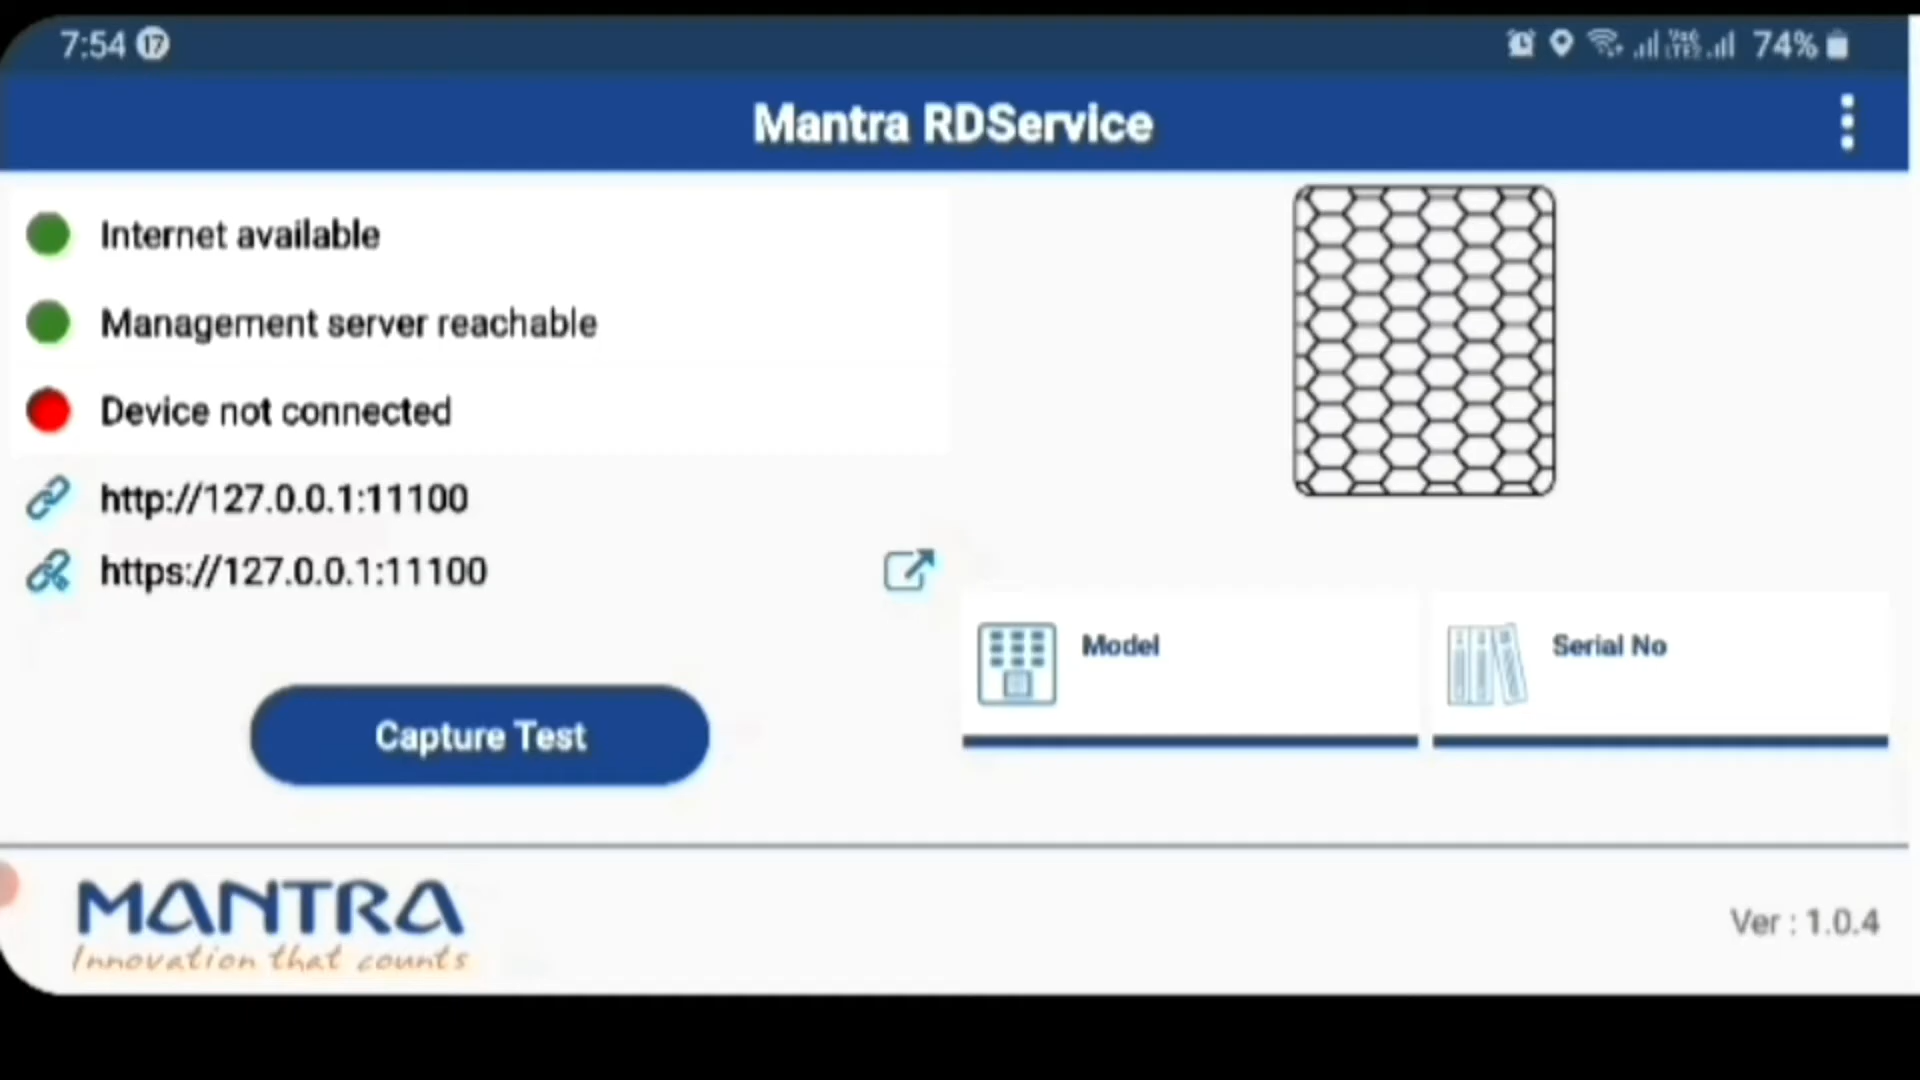 7:54 17
74%
Mantra RDService
Internet available
Management server reachable
Device not connected
http://127.0.0.1:11100
https://127.0.0.1:11100
Model
Serial No
Capture Test
MANTRA
Innovation that counts
Ver : 1.0.4